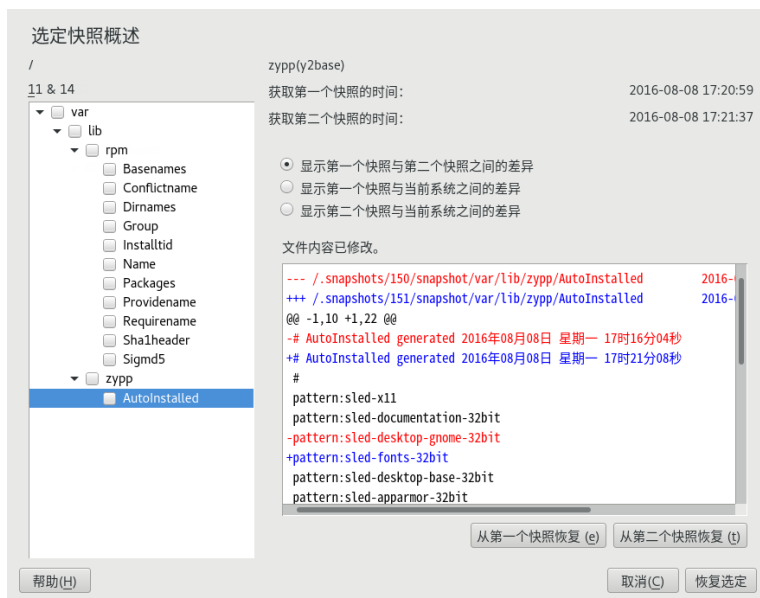 选定快照概述
/
11 & 14
var
lib
rpm
Basenames
Conflictname
Dirnames
Group
Installtid
Name
Packages
Providename
Requirename
Sha1header
Sigmd5
zypp
AutoInstalled
zypp(y2base)
获取第一个快照的时间: 2016-08-08 17:20:59
获取第二个快照的时间: 2016-08-08 17:21:37
显示第一个快照与第二个快照之间的差异
显示第一个快照与当前系统之间的差异
显示第二个快照与当前系统之间的差异
文件内容已修改。
--- /.snapshots/150/snapshot/var/lib/zypp/AutoInstalled 2016-
+++ /.snapshots/151/snapshot/var/lib/zypp/AutoInstalled 2016-
@@ -1,10 +1,22 @@
-# AutoInstalled generated 2016年08月08日 星期一 17时16分04秒
+# AutoInstalled generated 2016年08月08日 星期一 17时21分08秒
#
pattern:sled-x11
pattern:sled-documentation-32bit
-pattern:sled-desktop-gnome-32bit
+pattern:sled-fonts-32bit
pattern:sled-desktop-base-32bit
pattern:sled-apparmor-32bit
从第一个快照恢复 (e) 从第二个快照恢复 (t)
帮助(H) 取消(C) 恢复选定